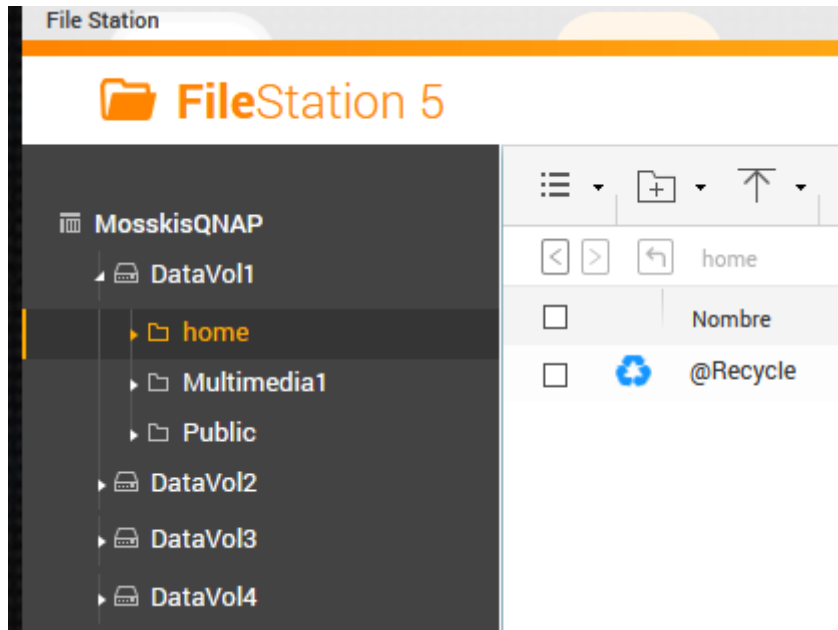 File Station
FileStation 5
MosskisQNAP
DataVol1
home
Multimedia1
Public
DataVol2
DataVol3
DataVol4
home
Nombre
@Recycle